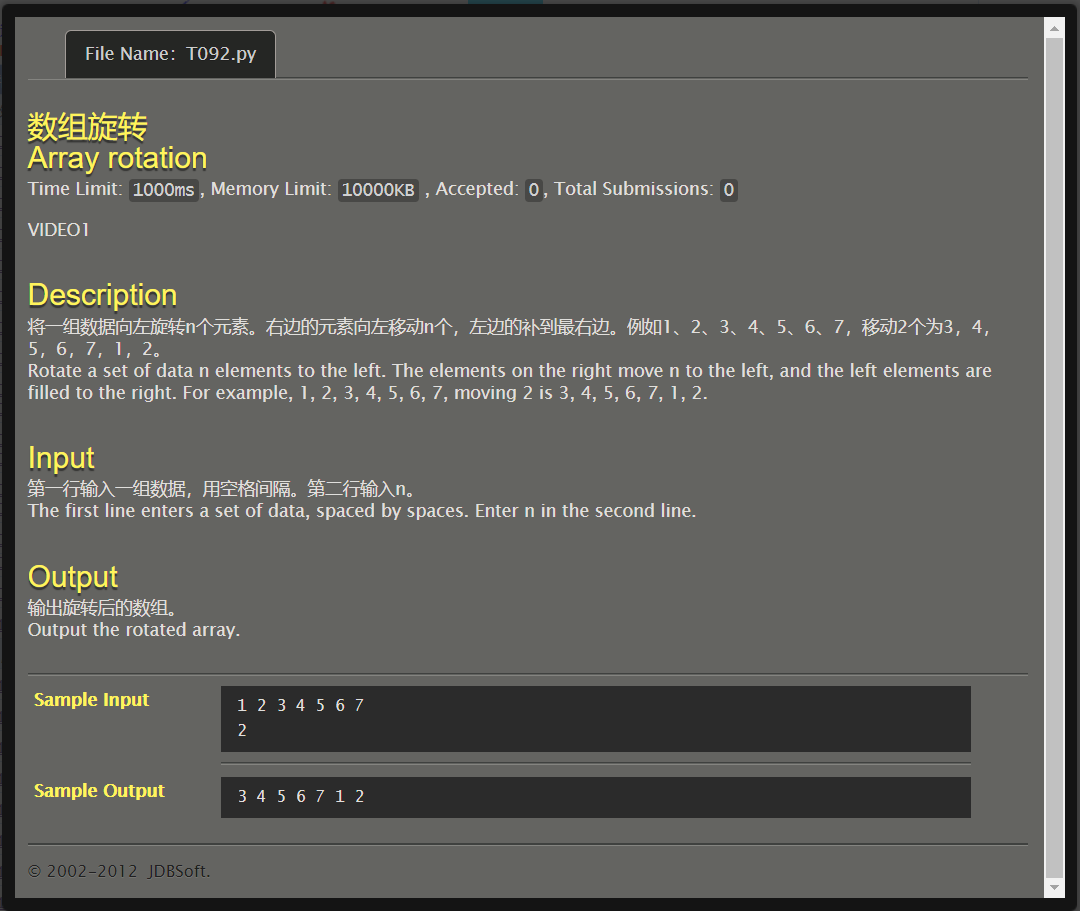 File Name：T092.py
数组旋转
Array rotation
Time Limit: 1000ms, Memory Limit: 10000KB , Accepted: 0, Total Submissions: 0
VIDEO1
Description
将一组数据向左旋转n个元素。右边的元素向左移动n个，左边的补到最右边。例如1、2、3、4、5、6、7，移动2个为3，4，
5，6，7，1，2。
Rotate a set of data n elements to the left. The elements on the right move n to the left, and the left elements are
filled to the right. For example, 1, 2, 3, 4, 5, 6, 7, moving 2 is 3, 4, 5, 6, 7, 1, 2.
Input
第一行输入一组数据，用空格间隔。第二行输入n。
The first line enters a set of data, spaced by spaces. Enter n in the second line.
Output
输出旋转后的数组。
Output the rotated array.
Sample Input
1 2 3 4 5 6 7
2
Sample Output
3 4 5 6 7 1 2
© 2002-2012 JDBSoft.